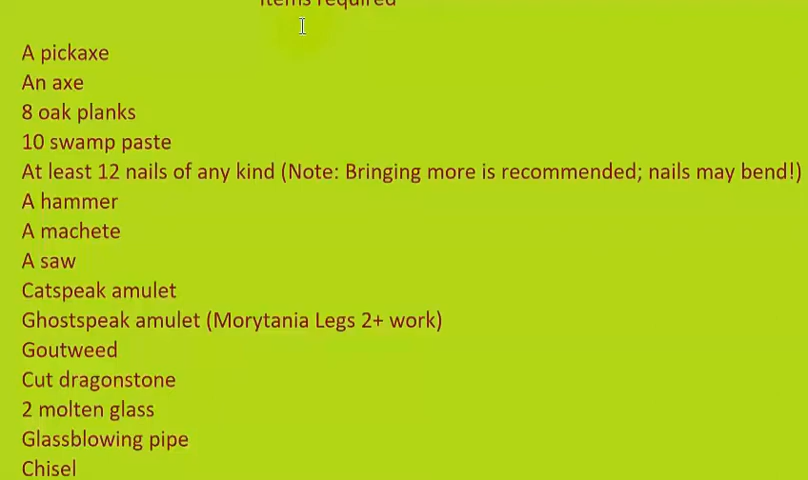 Items required
A pickaxe
An axe
8 oak planks
10 swamp paste
At least 12 nails of any kind (Note: Bringing more is recommended; nails may bend!)
A hammer
A machete
A saw
Catspeak amulet
Ghostspeak amulet (Morytania Legs 2+ work)
Goutweed
Cut dragonstone
2 molten glass
Glassblowing pipe
Chisel